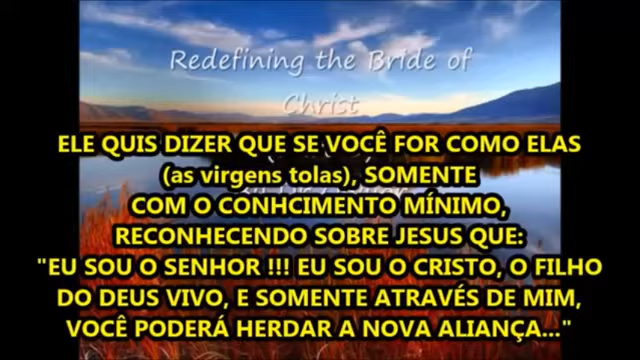 Redefining the Bride of
Christ
ELE QUIS DIZER QUE SE VOCÊ FOR COMO ELAS
(as virgens tolas), SOMENTE
COM O CONHCIMENTO MÍNIMO,
RECONHECENDO SOBRE JESUS QUE:
"EU SOU O SENHOR !!! EU SOU O CRISTO, O FILHO
DO DEUS VIVO, E SOMENTE ATRAVÉS DE MIM,
VOCÊ PODERÁ HERDAR A NOVA ALIANÇA..."